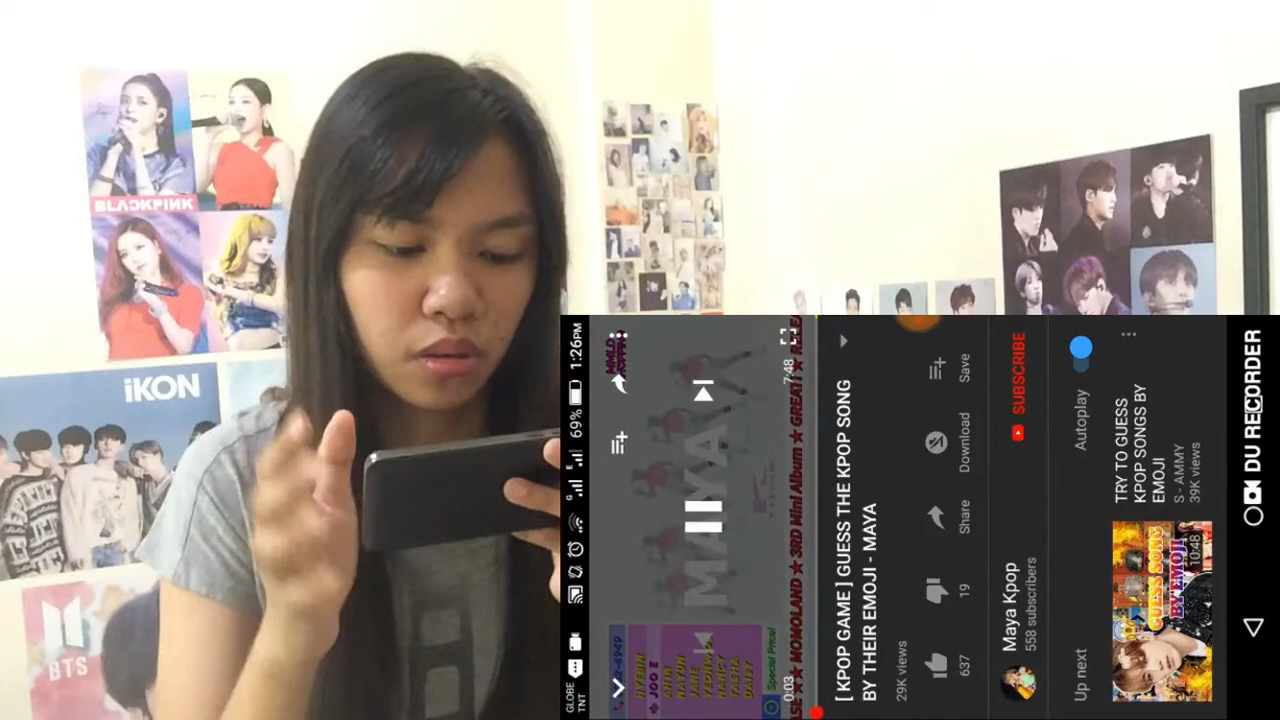 BLACKPINK
iKON
BTS
GLOBE
TNT
69%
1:26PM
MAYA
HYEBIN
JOO E
AHIN
NAYUN
JANE
YEONWOO
NANCY
TAEHA
DAISY
Special Price!
★ MOMOLAND ★ 3RD Mini Album ★ GREAT! ★
0:03
7:48
[ KPOP GAME ] GUESS THE KPOP SONG
BY THEIR EMOJI - MAYA
29K views
637
19
Share
Download
Save
Maya Kpop
558 subscribers
SUBSCRIBE
Up next
Autoplay
GUESS SONG
BY EMOJI
10:48
TRY TO GUESS
KPOP SONGS BY
EMOJI
S - AMMY
39K views
DU RECORDER